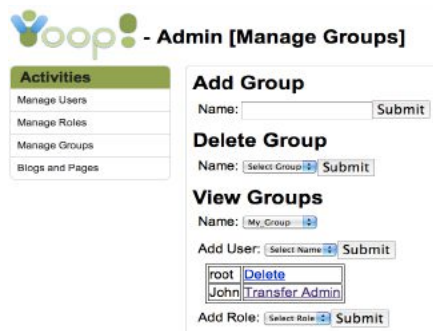 Yoop! - Admin [Manage Groups]
Activities
Manage Users
Manage Roles
Manage Groups
Blogs and Pages
Add Group
Name: Submit
Delete Group
Name: Select Group Submit
View Groups
Name: My_Group
Add User: Select Name Submit
root Delete
John Transfer Admin
Add Role: Select Role Submit